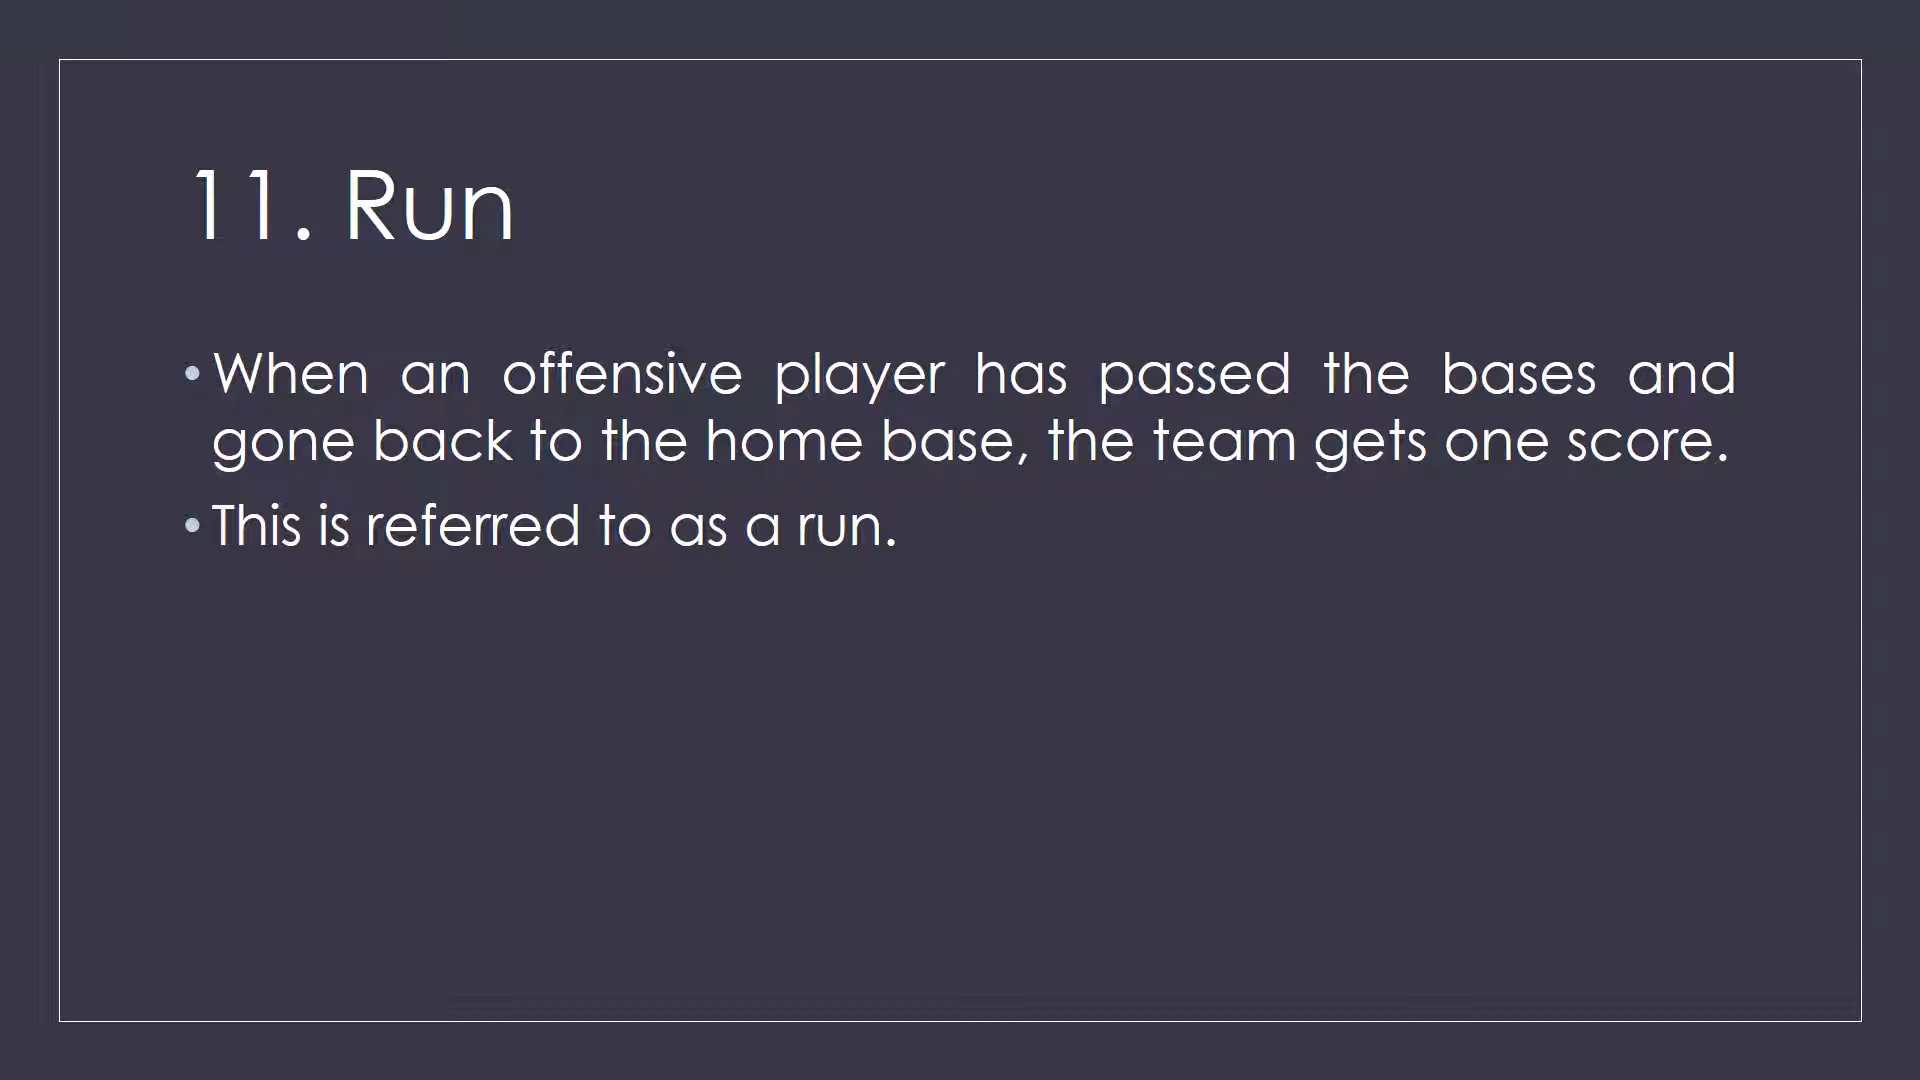 11. Run
• When an offensive player has passed the bases and
gone back to the home base, the team gets one score.
• This is referred to as a run.